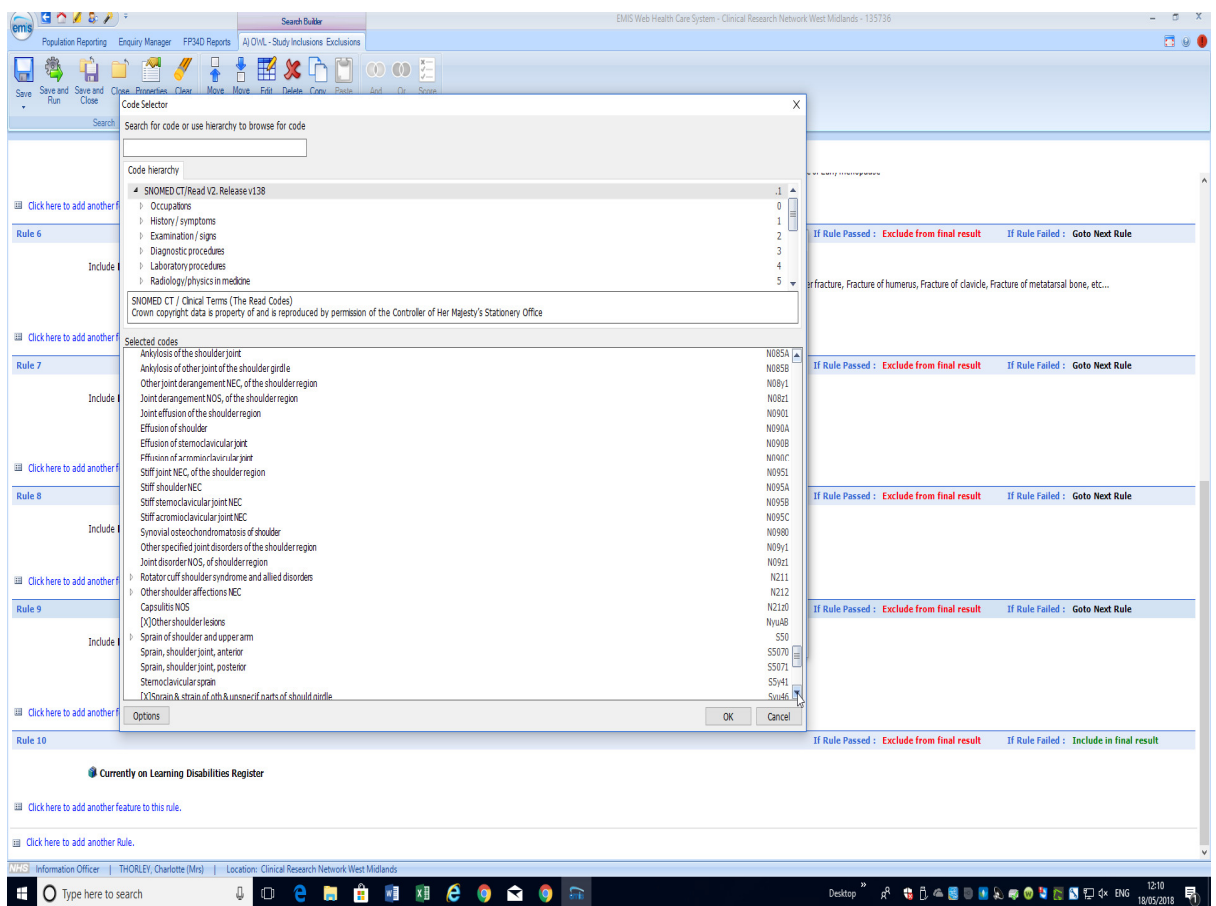 emis
Search Builder
EMIS Web Health Care System - Clinical Research Network West Midlands - 135736
Population Reporting Enquiry Manager FP34D Reports A) OWL - Study Inclusions Exclusions
Save Save and Run Save and Close Close Properties Clear Move Move Edit Delete Copy Paste And Or Score
Search
Code Selector X
Search for code or use hierarchy to browse for code
Code hierarchy
SNOMED CT/Read V2. Release v138 .1
Occupations 0
History / symptoms 1
Examination / signs 2
Diagnostic procedures 3
Laboratory procedures 4
Radiology/physics in medicine 5
SNOMED CT / Clinical Terms (The Read Codes)
Crown copyright data is property of and is reproduced by permission of the Controller of Her Majesty's Stationery Office
Selected codes
Ankylosis of the shoulder joint N085A
Ankylosis of other joint of the shoulder girdle N085B
Other joint derangement NEC, of the shoulder region N08y1
Joint derangement NOS, of the shoulder region N08z1
Joint effusion of the shoulder region N0901
Effusion of shoulder N090A
Effusion of sternoclavicular joint N090B
Effusion of acromioclavicular joint N090C
Stiff joint NEC, of the shoulder region N0951
Stiff shoulder NEC N095A
Stiff sternoclavicular joint NEC N095B
Stiff acromioclavicular joint NEC N095C
Synovial osteochondromatosis of shoulder N0980
Other specified joint disorders of the shoulder region N09y1
Joint disorder NOS, of shoulder region N09z1
Rotator cuff shoulder syndrome and allied disorders N211
Other shoulder affections NEC N212
Capsulitis NOS N21z0
[X]Other shoulder lesions NyuAB
Sprain of shoulder and upper arm S50
Sprain, shoulder joint, anterior S5070
Sprain, shoulder joint, posterior S5071
Sternoclavicular sprain S5y41
[X]Sprain & strain of oth & unspecif parts of should girdle Syu46
Options OK Cancel
Click here to add another f
Rule 6 If Rule Passed : Exclude from final result If Rule Failed : Goto Next Rule
Include
r fracture, Fracture of humerus, Fracture of clavicle, Fracture of metatarsal bone, etc...
Click here to add another f
Rule 7 If Rule Passed : Exclude from final result If Rule Failed : Goto Next Rule
Include
Click here to add another f
Rule 8 If Rule Passed : Exclude from final result If Rule Failed : Goto Next Rule
Include
Click here to add another f
Rule 9 If Rule Passed : Exclude from final result If Rule Failed : Goto Next Rule
Include
Click here to add another f
Rule 10 If Rule Passed : Exclude from final result If Rule Failed : Include in final result
Currently on Learning Disabilities Register
Click here to add another feature to this rule.
Click here to add another Rule.
NHS Information Officer | THORLEY, Charlotte (Mrs) | Location: Clinical Research Network West Midlands
Type here to search
Desktop ENG 12:10
18/05/2018